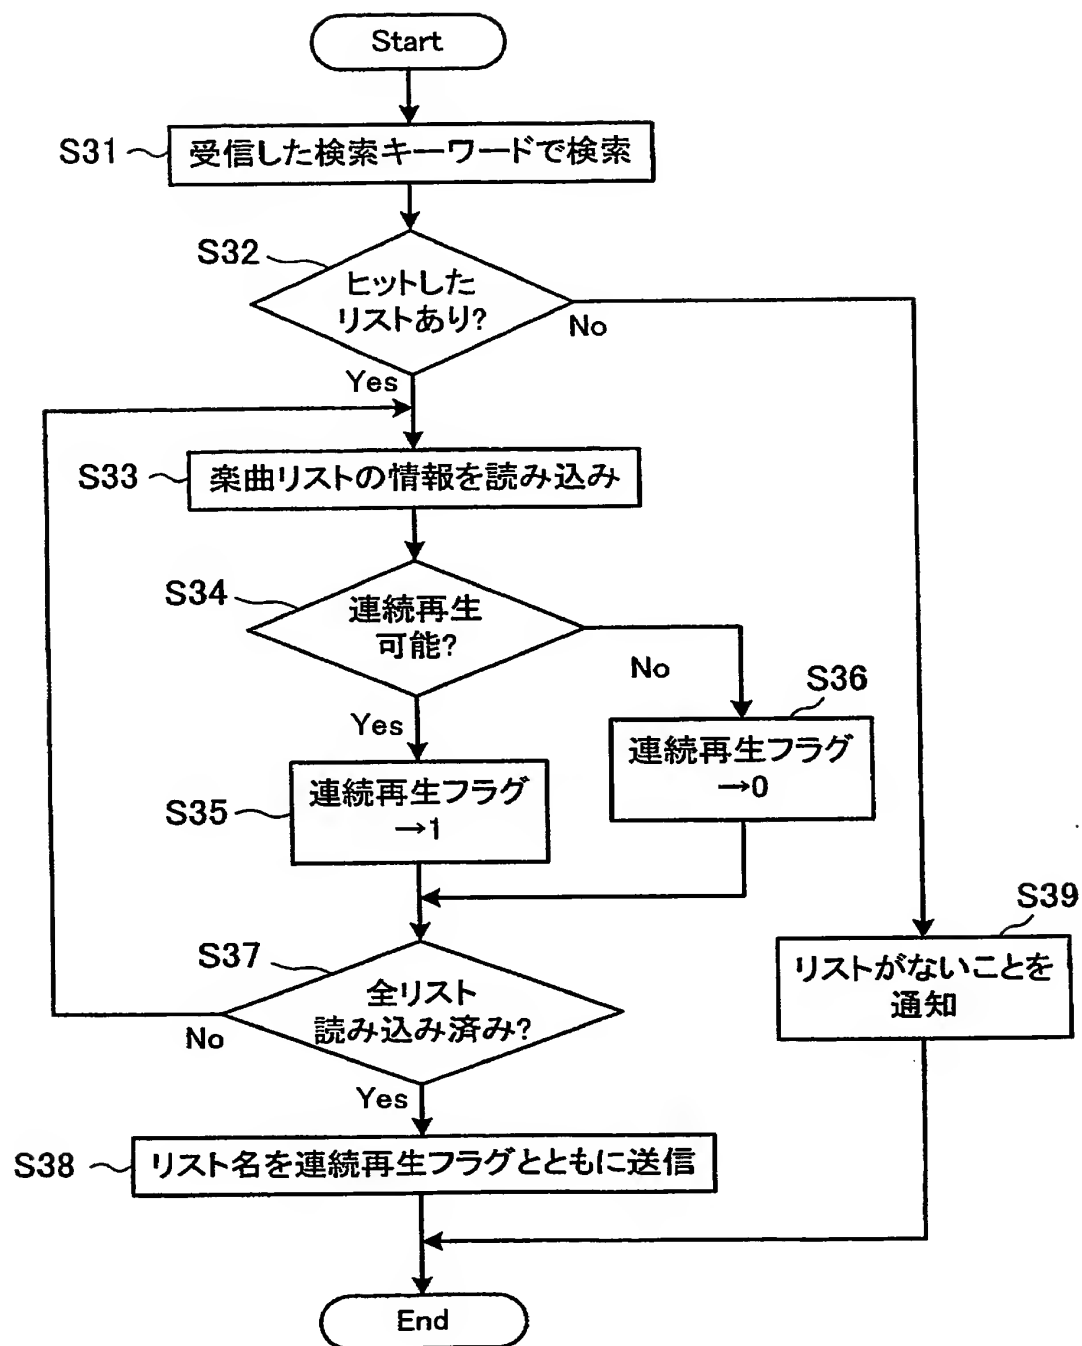 Start
S31
受信した検索キーワードで検索
S32
ヒットした
リストあり?
No
Yes
S33
楽曲リストの情報を読み込み
S34
連続再生
可能?
No
S36
Yes
連続再生フラグ
→0
S35
連続再生フラグ
→1
S39
S37
リストがないことを
通知
全リスト
読み込み済み?
No
Yes
S38
リスト名を連続再生フラグとともに送信
End